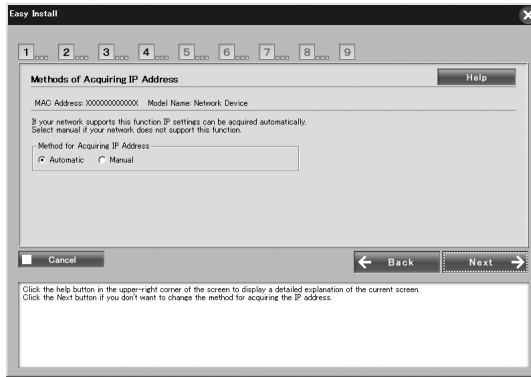 Easy Install
1 2 3 4 5 6 7 8 9
Methods of Acquiring IP Address
Help
MAC Address: XXXXXXXXXXXX Model Name: Network Device
If your network supports this function IP settings can be acquired automatically.
Select manual if your network does not support this function.
Method for Acquiring IP Address
Automatic Manual
Cancel
Back
Next
Click the help button in the upper-right corner of the screen to display a detailed explanation of the current screen.
Click the Next button if you don't want to change the method for acquiring the IP address.